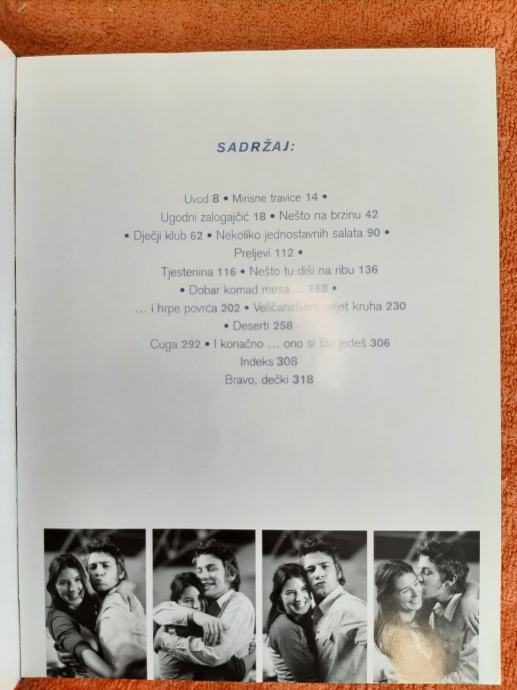 SADRŽAJ:
Uvod 8 • Mirisne travice 14 •
Ugodni zalogajčić 18 • Nešto na brzinu 42
• Dječji klub 62 • Nekoliko jednostavnih salata 90 •
Preljevi 112 •
Tjestenina 116 • Nešto tu diši na ribu 136
• Dobar komad mesa ... 168 •
... i hrpe povrća 202 • Veličanstveni svijet kruha 230
• Deserti 258
Cuga 292 • I konačno ... ono si što jedeš 306
Indeks 308
Bravo, dečki 318